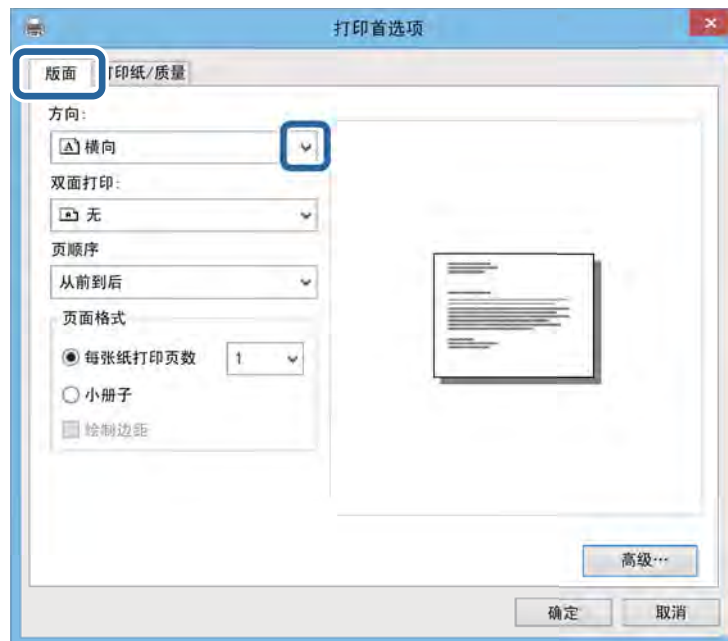 打印首选项
版面 打印纸/质量
方向:
横向
双面打印:
无
页顺序
从前到后
页面格式
每张纸打印页数 1
小册子
绘制边距
高级…
确定 取消